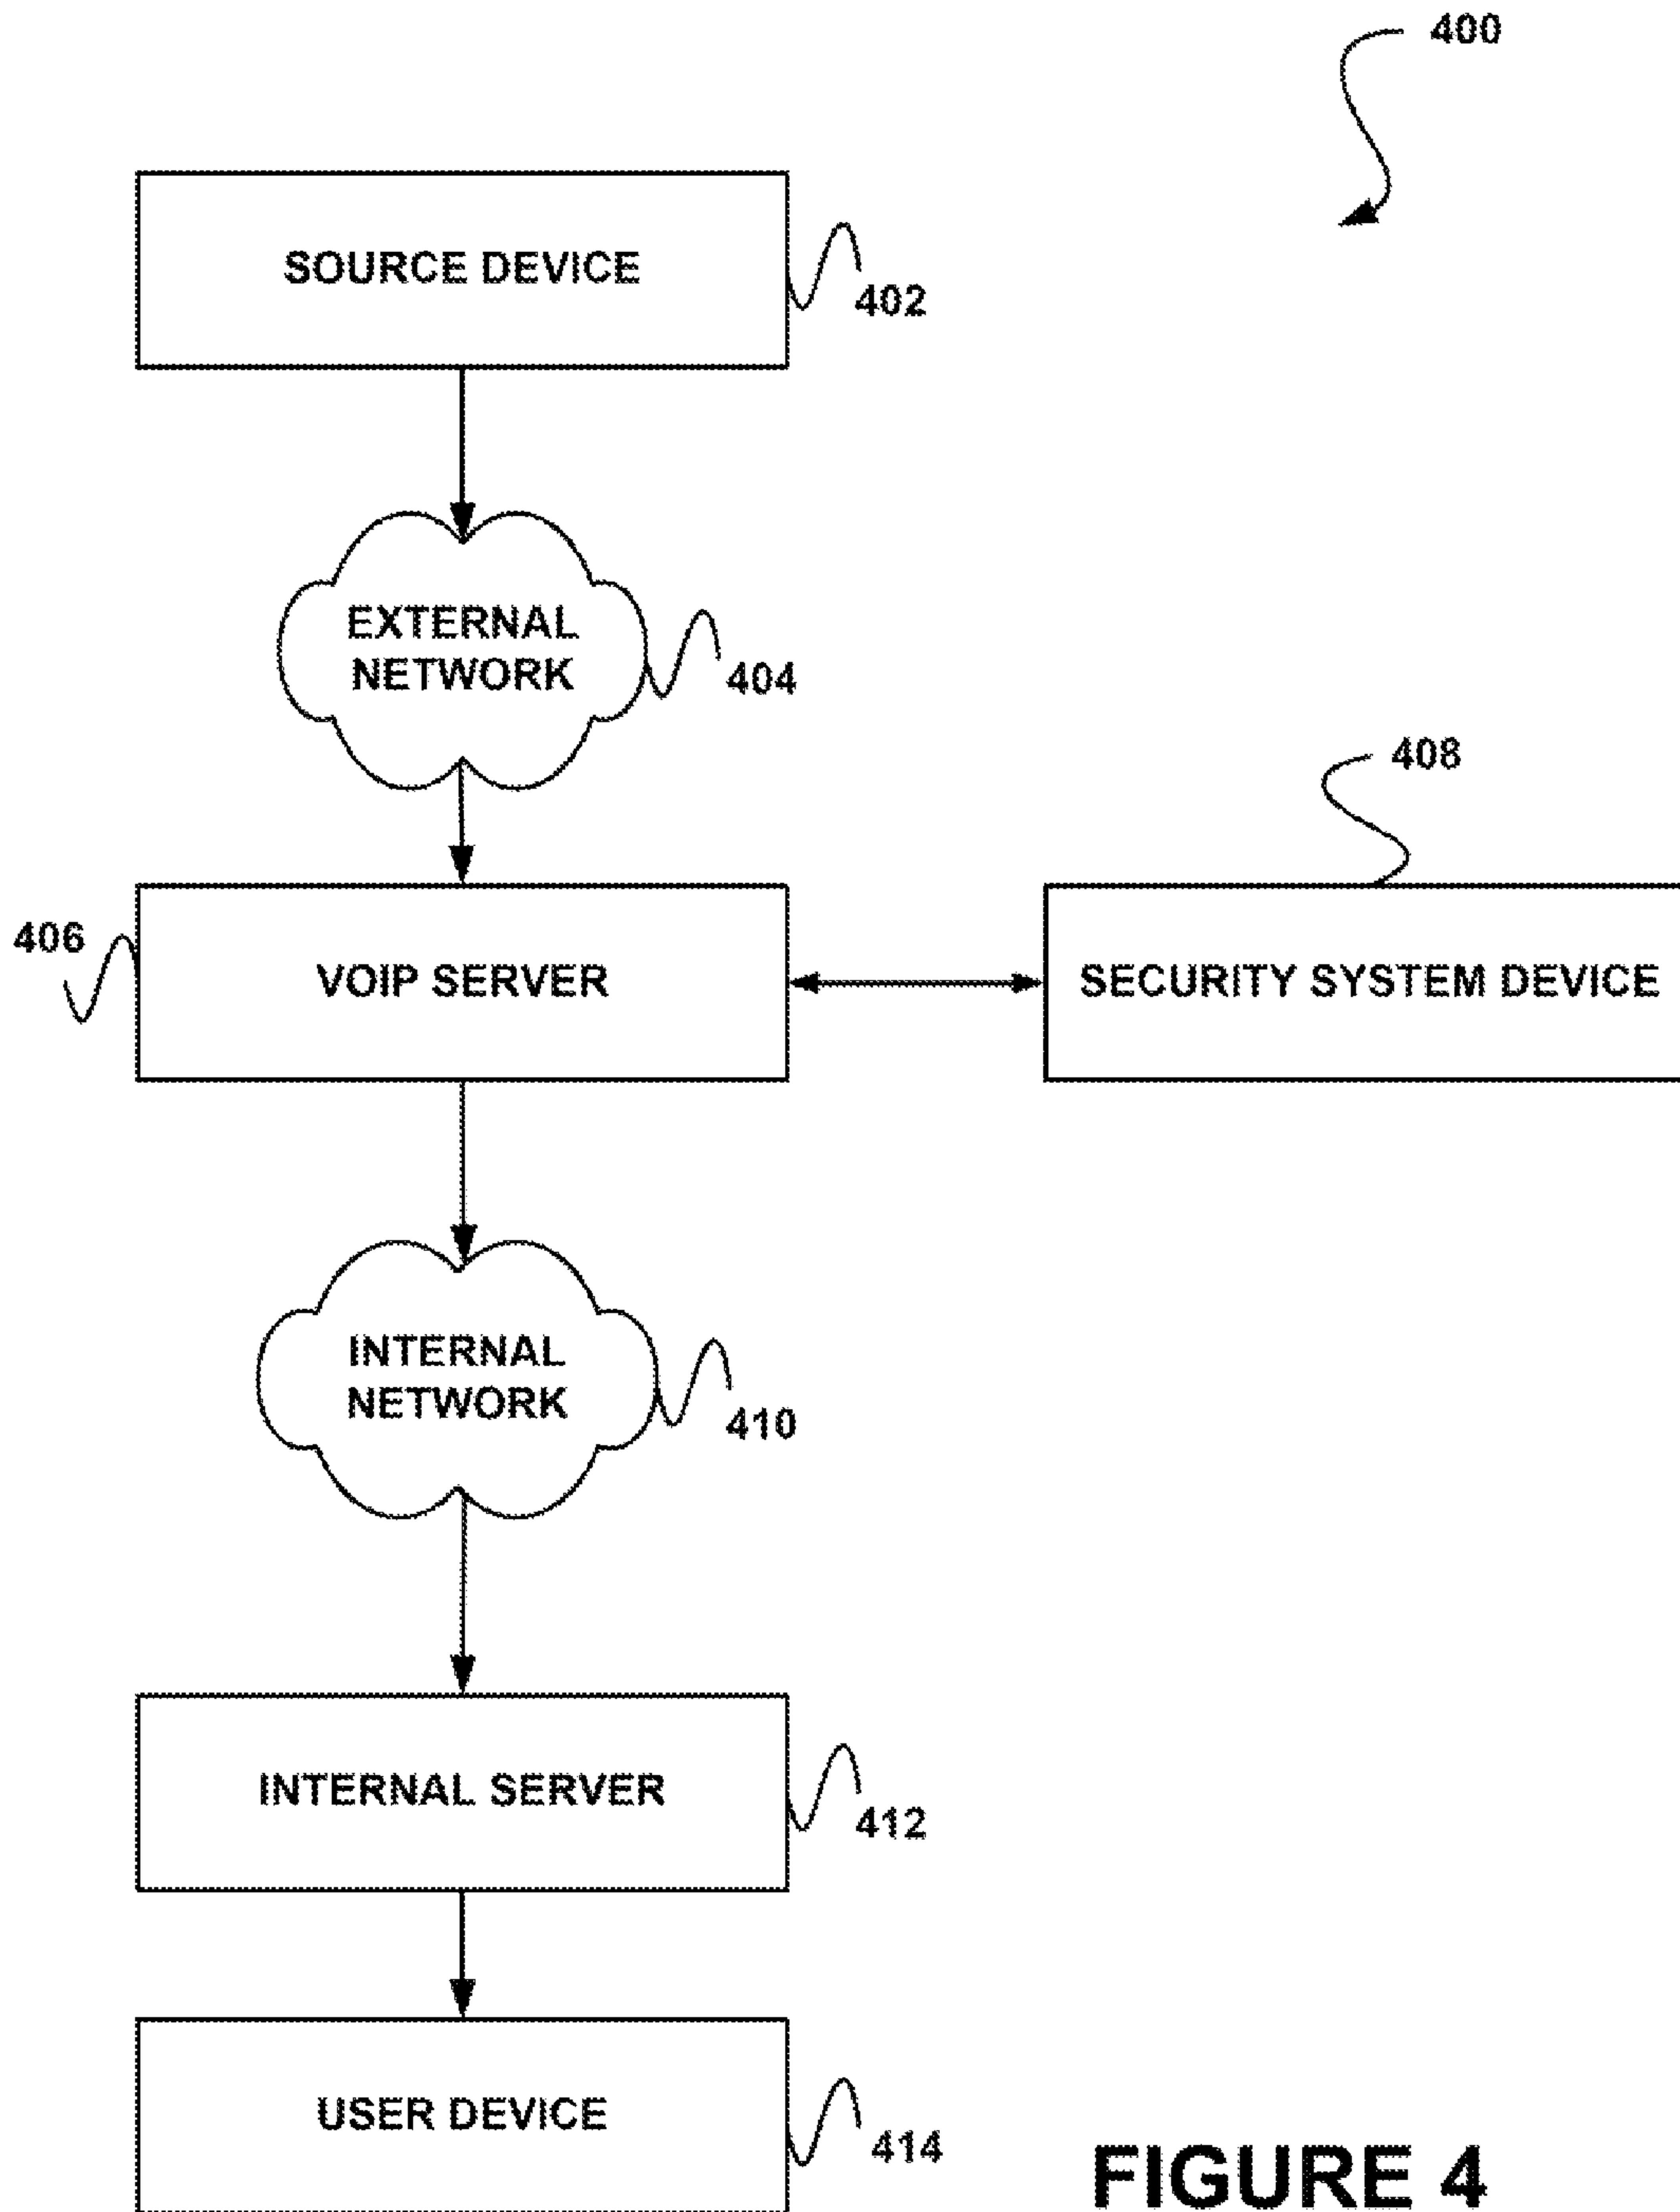 400
SOURCE DEVICE
402
EXTERNAL
NETWORK
404
408
406
VOIP SERVER
SECURITY SYSTEM DEVICE
INTERNAL
NETWORK
410
INTERNAL SERVER
412
USER DEVICE
414
FIGURE 4